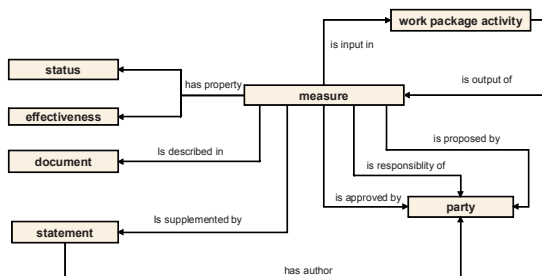 work package activity
is input in
status
has property
is output of
measure
effectiveness
is proposed by
document
Is described in
is responsiblity of
is approved by
party
Is supplemented by
statement
has author